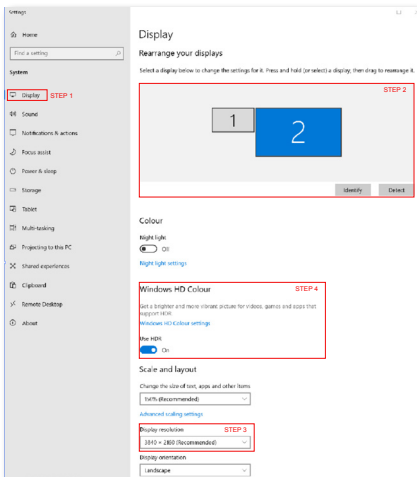 Settings
Home
Find a setting
System
Display STEP 1
Sound
Notifications & actions
Focus assist
Power & sleep
Storage
Tablet
Multi-tasking
Projecting to this PC
Shared experiences
Clipboard
Remote Desktop
About
Display
Rearrange your displays
Select a display below to change the settings for it. Press and hold (or select) a display, then drag to rearrange it.
STEP 2
1
2
Identify Detect
Colour
Night light
Off
Night light settings
Windows HD Colour STEP 4
Get a brighter and more vibrant picture for videos, games and apps that
support HDR.
Windows HD Colour settings
Use HDR
On
Scale and layout
Change the size of text, apps and other items
150% (Recommended)
Advanced scaling settings
Display resolution STEP 3
3840 × 2160 (Recommended)
Display orientation
Landscape